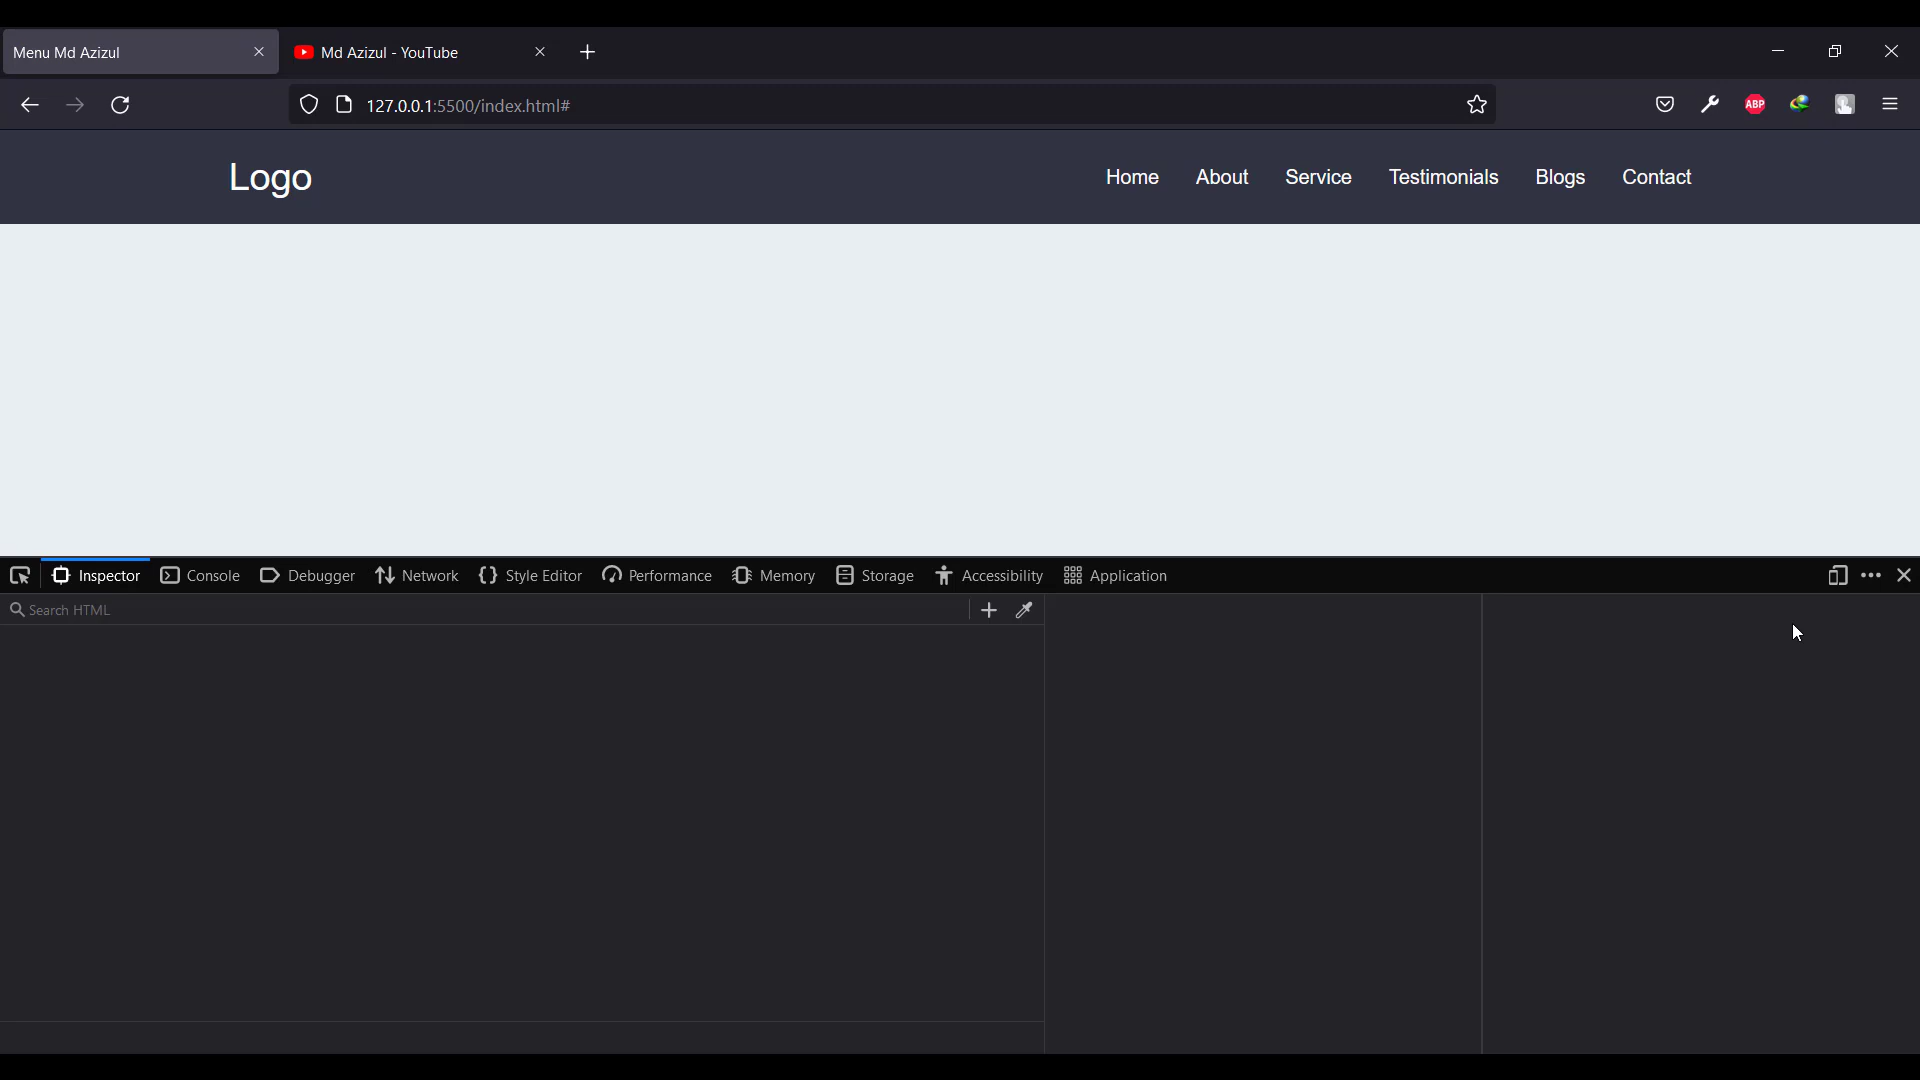 Menu Md Azizul
Md Azizul - YouTube
127.0.0.1:5500/index.html#
ABP
Logo
Home About Service Testimonials Blogs Contact
Inspector Console Debugger Network Style Editor Performance Memory Storage Accessibility Application
Search HTML